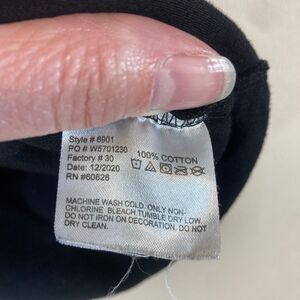 Style # 6901
PO # W5701230
Factory # 30
Date: 12/2020
RN #60626
100% COTTON
MACHINE WASH COLD. ONLY NON-
CHLORINE BLEACH.TUMBLE DRY LOW.
DO NOT IRON ON DECORATION. DO NOT
DRY CLEAN.